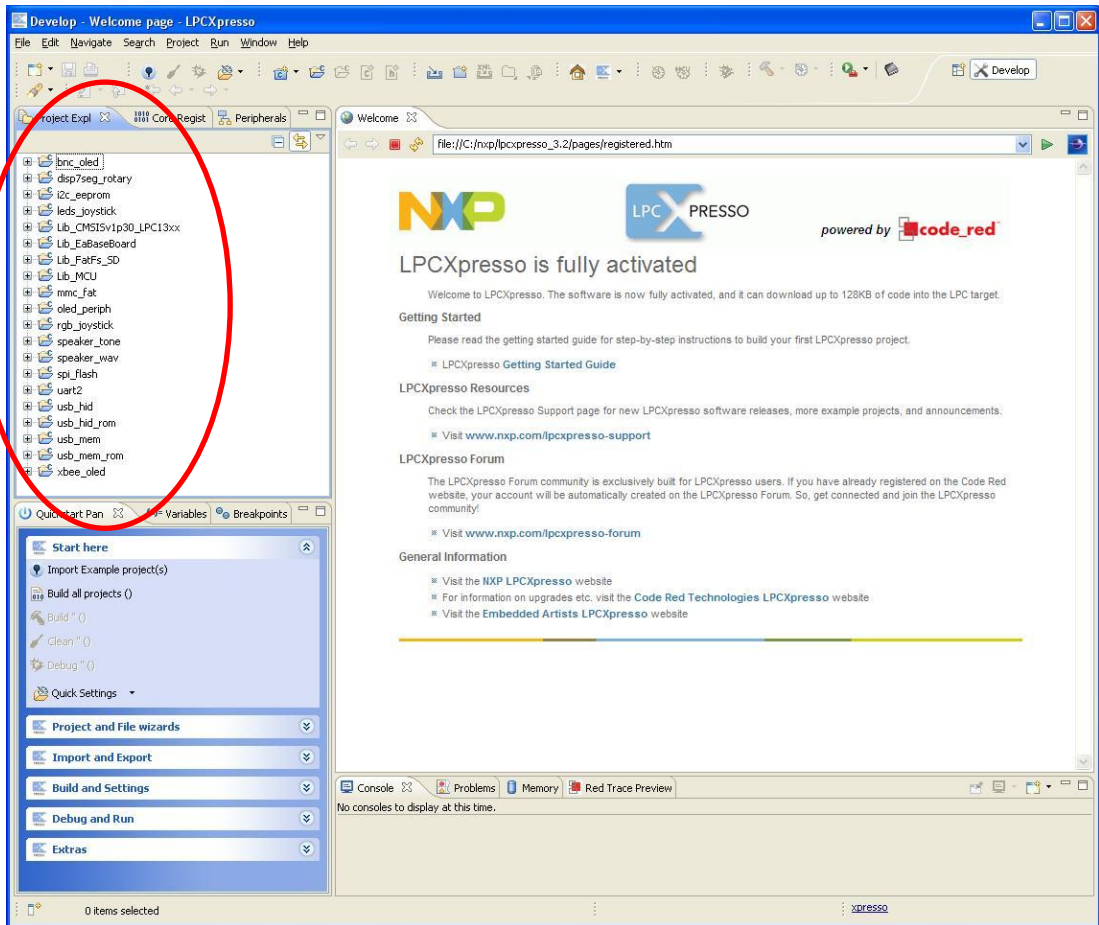 Develop - Welcome page - LPCXpresso
File Edit Navigate Search Project Run Window Help
Develop
Project Expl
Core Regist
Peripherals
bnc_oled
disp7seg_rotary
i2c_eeprom
leds_joystick
Lib_CMSISv1p30_LPC13xx
Lib_EaBaseBoard
Lib_FatFs_SD
Lib_MCU
mmc_fat
oled_periph
rgb_joystick
speaker_tone
speaker_wav
spi_flash
uart2
usb_hid
usb_hid_rom
usb_mem
usb_mem_rom
xbee_oled
Quickstart Pan
(x)= Variables
Breakpoints
Start here
Import Example project(s)
Build all projects ()
Build '' ()
Clean '' ()
Debug '' ()
Quick Settings
Project and File wizards
Import and Export
Build and Settings
Debug and Run
Extras
Welcome
file://C:/nxp/lpcxpresso_3.2/pages/registered.htm
NXP
LPC XPRESSO
powered by code_red
LPCXpresso is fully activated
Welcome to LPCXpresso. The software is now fully activated, and it can download up to 128KB of code into the LPC target.
Getting Started
Please read the getting started guide for step-by-step instructions to build your first LPCXpresso project.
LPCXpresso Getting Started Guide
LPCXpresso Resources
Check the LPCXpresso Support page for new LPCXpresso software releases, more example projects, and announcements.
Visit www.nxp.com/lpcxpresso-support
LPCXpresso Forum
The LPCXpresso Forum community is exclusively built for LPCXpresso users. If you have already registered on the Code Red
website, your account will be automatically created on the LPCXpresso Forum. So, get connected and join the LPCXpresso
community!
Visit www.nxp.com/lpcxpresso-forum
General Information
Visit the NXP LPCXpresso website
For information on upgrades etc. visit the Code Red Technologies LPCXpresso website
Visit the Embedded Artists LPCXpresso website
Console
Problems
Memory
Red Trace Preview
No consoles to display at this time.
0 items selected
xpresso